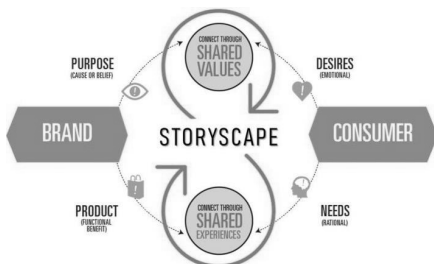 CONNECT THROUGH
SHARED
VALUES
PURPOSE
(CAUSE OR BELIEF)
DESIRES
(EMOTIONAL)
BRAND
STORYSCAPE
CONSUMER
PRODUCT
(FUNCTIONAL
BENEFIT)
NEEDS
(RATIONAL)
CONNECT THROUGH
SHARED
EXPERIENCES